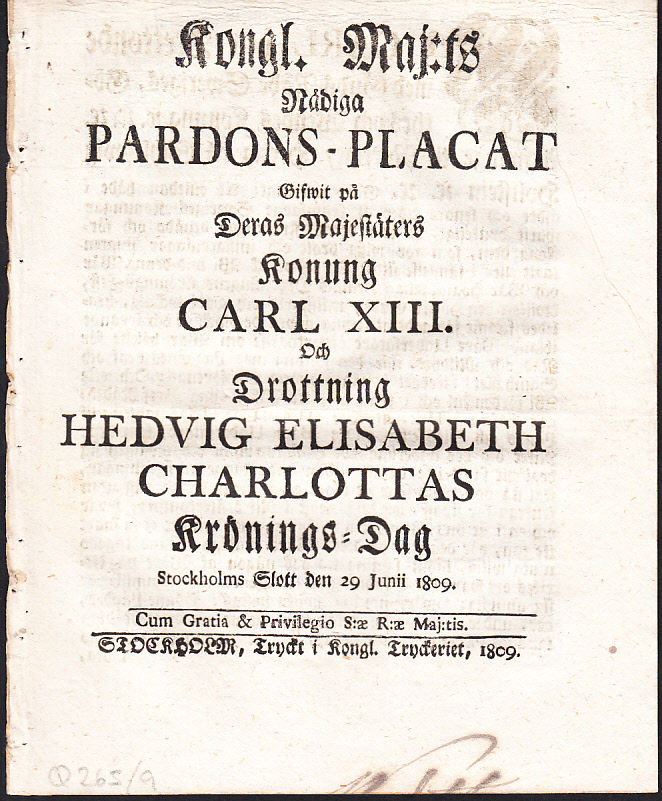 Kongl. Maj:ts
Nådiga
PARDONS-PLACAT
Gifwit på
Deras Majestäters
Konung
CARL XIII.
Och
Drottning
HEDVIG ELISABETH
CHARLOTTAS
Krönings-Dag
Stockholms Slott den 29 Junii 1809.
Cum Gratia & Privilegio S:æ R:æ Maj:tis.
STOCKHOLM, Tryckt i Kongl. Tryckeriet, 1809.
Q 265/9